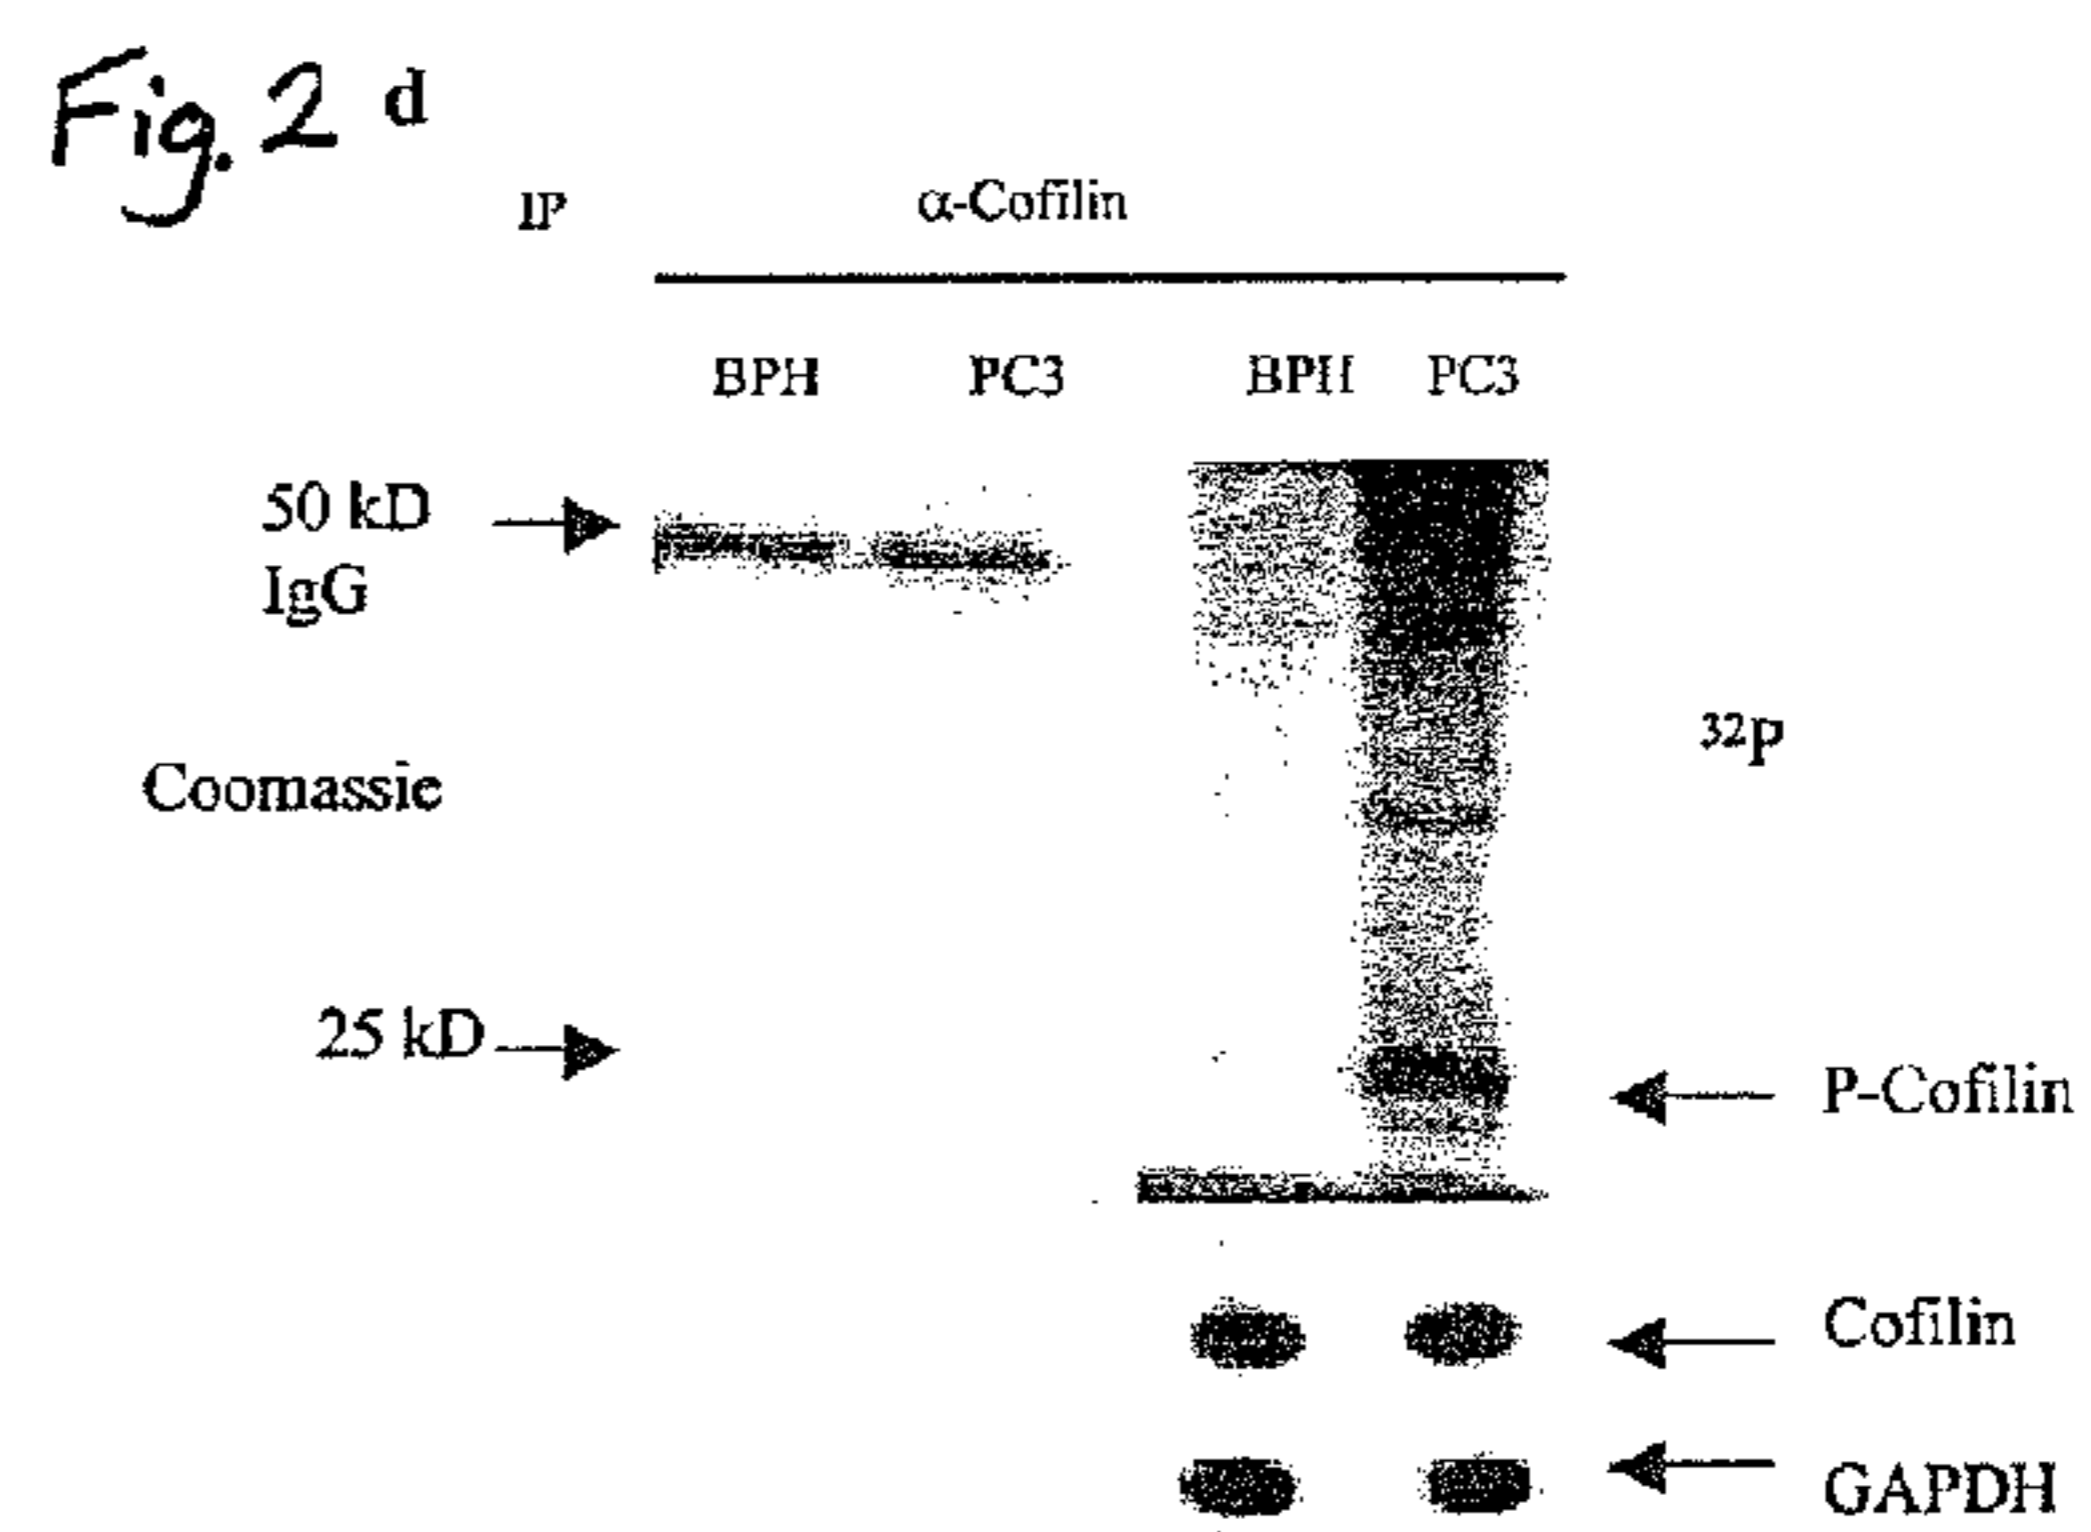 Fig. 2 d
IP α-Cofilin
BPH PC3 BPH PC3
50 kD
IgG
³²P
Coomassie
25 kD
P-Cofilin
Cofilin
GAPDH